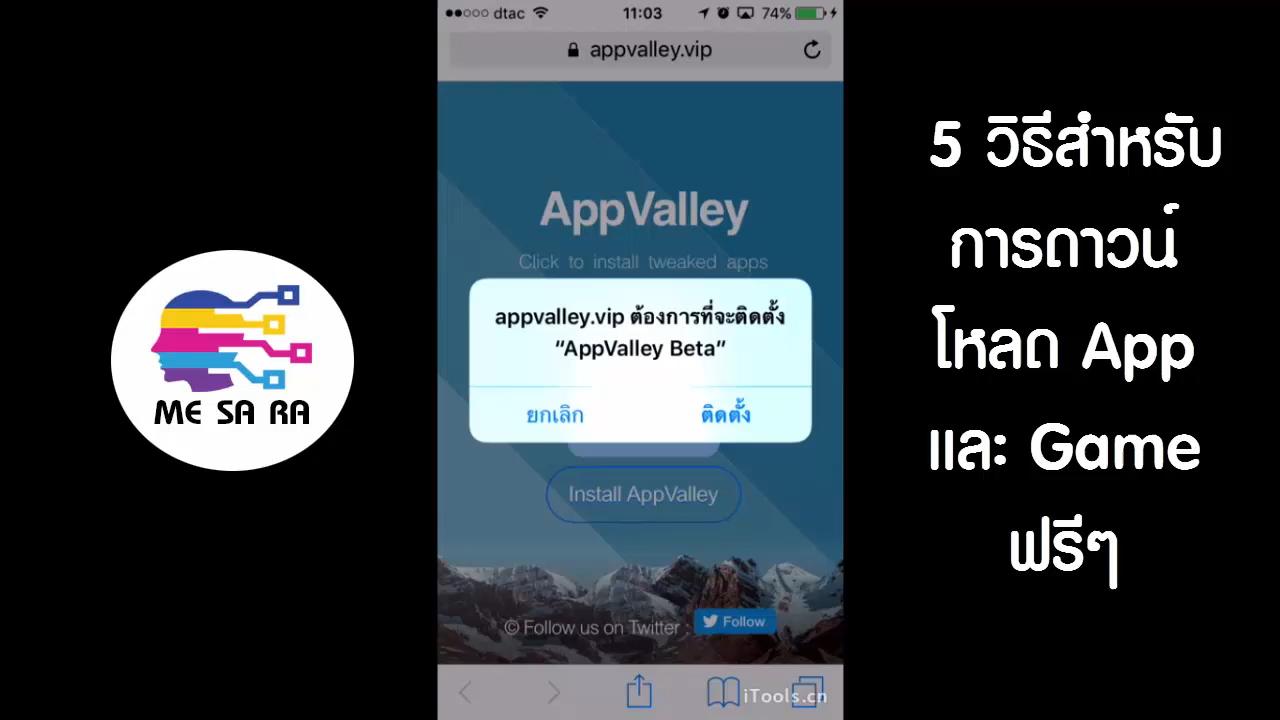 dtac 11:03 74%
appvalley.vip
AppValley
Click to install tweaked apps
appvalley.vip ต้องการที่จะติดตั้ง
“AppValley Beta”
ยกเลิก ติดตั้ง
Install AppValley
© Follow us on Twitter : Follow
iTools.cn
ME SA RA
5 วิธีสำหรับ
การดาวน์
โหลด App
และ Game
ฟรีๆ